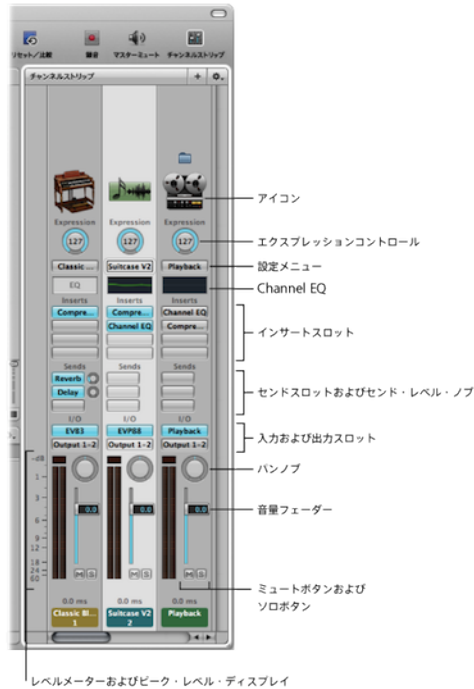 リセット／比較 録音 マスターミュート チャンネルストリップ
チャンネルストリップ
アイコン
Expression Expression Expression
127 127 127
エクスプレッションコントロール
Classic ... Suitcase V2 Playback
設定メニュー
EQ
Channel EQ
Inserts Inserts Inserts
Compre... Compre... Channel EQ
Channel EQ Compre...
インサートスロット
Sends Sends Sends
Reverb
Delay
センドスロットおよびセンド・レベル・ノブ
I/O I/O I/O
EVB3 EVP88 Playback
Output 1-2 Output 1-2 Output 1-2
入力および出力スロット
-dB
パンノブ
1
3
0.0 0.0 0.0
音量フェーダー
6
9
12
18
24
60
M S M S M S
ミュートボタンおよび
ソロボタン
0.0 ms 0.0 ms 0.0 ms
Classic Bl... Suitcase V2 Playback
1 2
レベルメーターおよびピーク・レベル・ディスプレイ